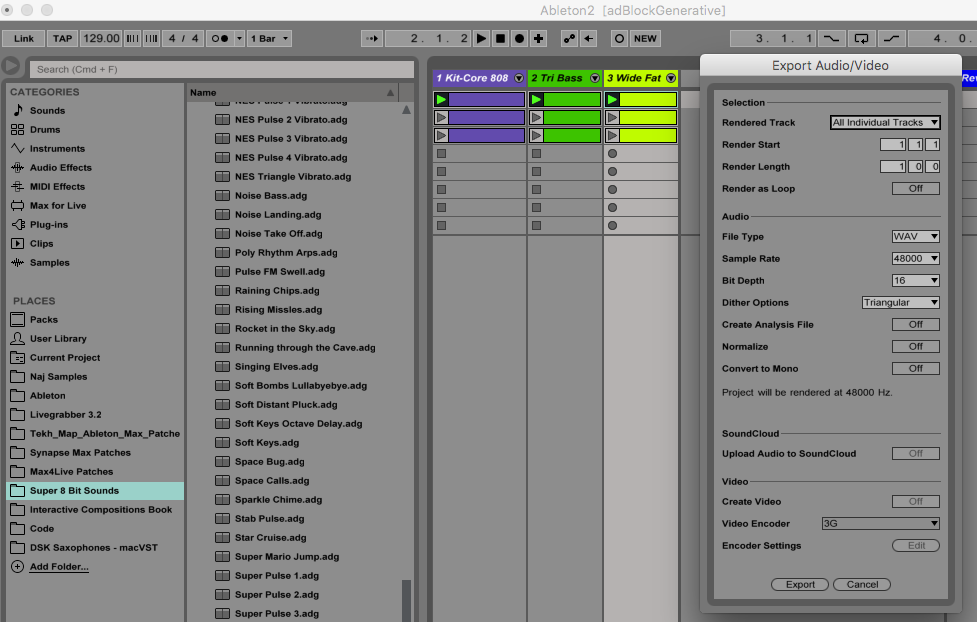 Ableton2 [adBlockGenerative]
Link TAP 129.00 4 / 4 1 Bar 2. 1. 2 NEW 3. 1. 1 4. 0.
Search (Cmd + F)
CATEGORIES
Sounds
Drums
Instruments
Audio Effects
MIDI Effects
Max for Live
Plug-ins
Clips
Samples
PLACES
Packs
User Library
Current Project
Naj Samples
Ableton
Livegrabber 3.2
Tekh_Map_Ableton_Max_Patche
Synapse Max Patches
Max4Live Patches
Super 8 Bit Sounds
Interactive Compositions Book
Code
DSK Saxophones - macVST
Add Folder...
Name
NES Pulse 1 Vibrato.adg
NES Pulse 2 Vibrato.adg
NES Pulse 3 Vibrato.adg
NES Pulse 4 Vibrato.adg
NES Triangle Vibrato.adg
Noise Bass.adg
Noise Landing.adg
Noise Take Off.adg
Poly Rhythm Arps.adg
Pulse FM Swell.adg
Raining Chips.adg
Rising Missles.adg
Rocket in the Sky.adg
Running through the Cave.adg
Singing Elves.adg
Soft Bombs Lullabyebye.adg
Soft Distant Pluck.adg
Soft Keys Octave Delay.adg
Soft Keys.adg
Space Bug.adg
Space Calls.adg
Sparkle Chime.adg
Stab Pulse.adg
Star Cruise.adg
Super Mario Jump.adg
Super Pulse 1.adg
Super Pulse 2.adg
Super Pulse 3.adg
1 Kit-Core 808 2 Tri Bass 3 Wide Fat Rev
Export Audio/Video
Selection
Rendered Track All Individual Tracks
Render Start 1 1 1
Render Length 1 0 0
Render as Loop Off
Audio
File Type WAV
Sample Rate 48000
Bit Depth 16
Dither Options Triangular
Create Analysis File Off
Normalize Off
Convert to Mono Off
Project will be rendered at 48000 Hz.
SoundCloud
Upload Audio to SoundCloud Off
Video
Create Video Off
Video Encoder 3G
Encoder Settings Edit
Export Cancel